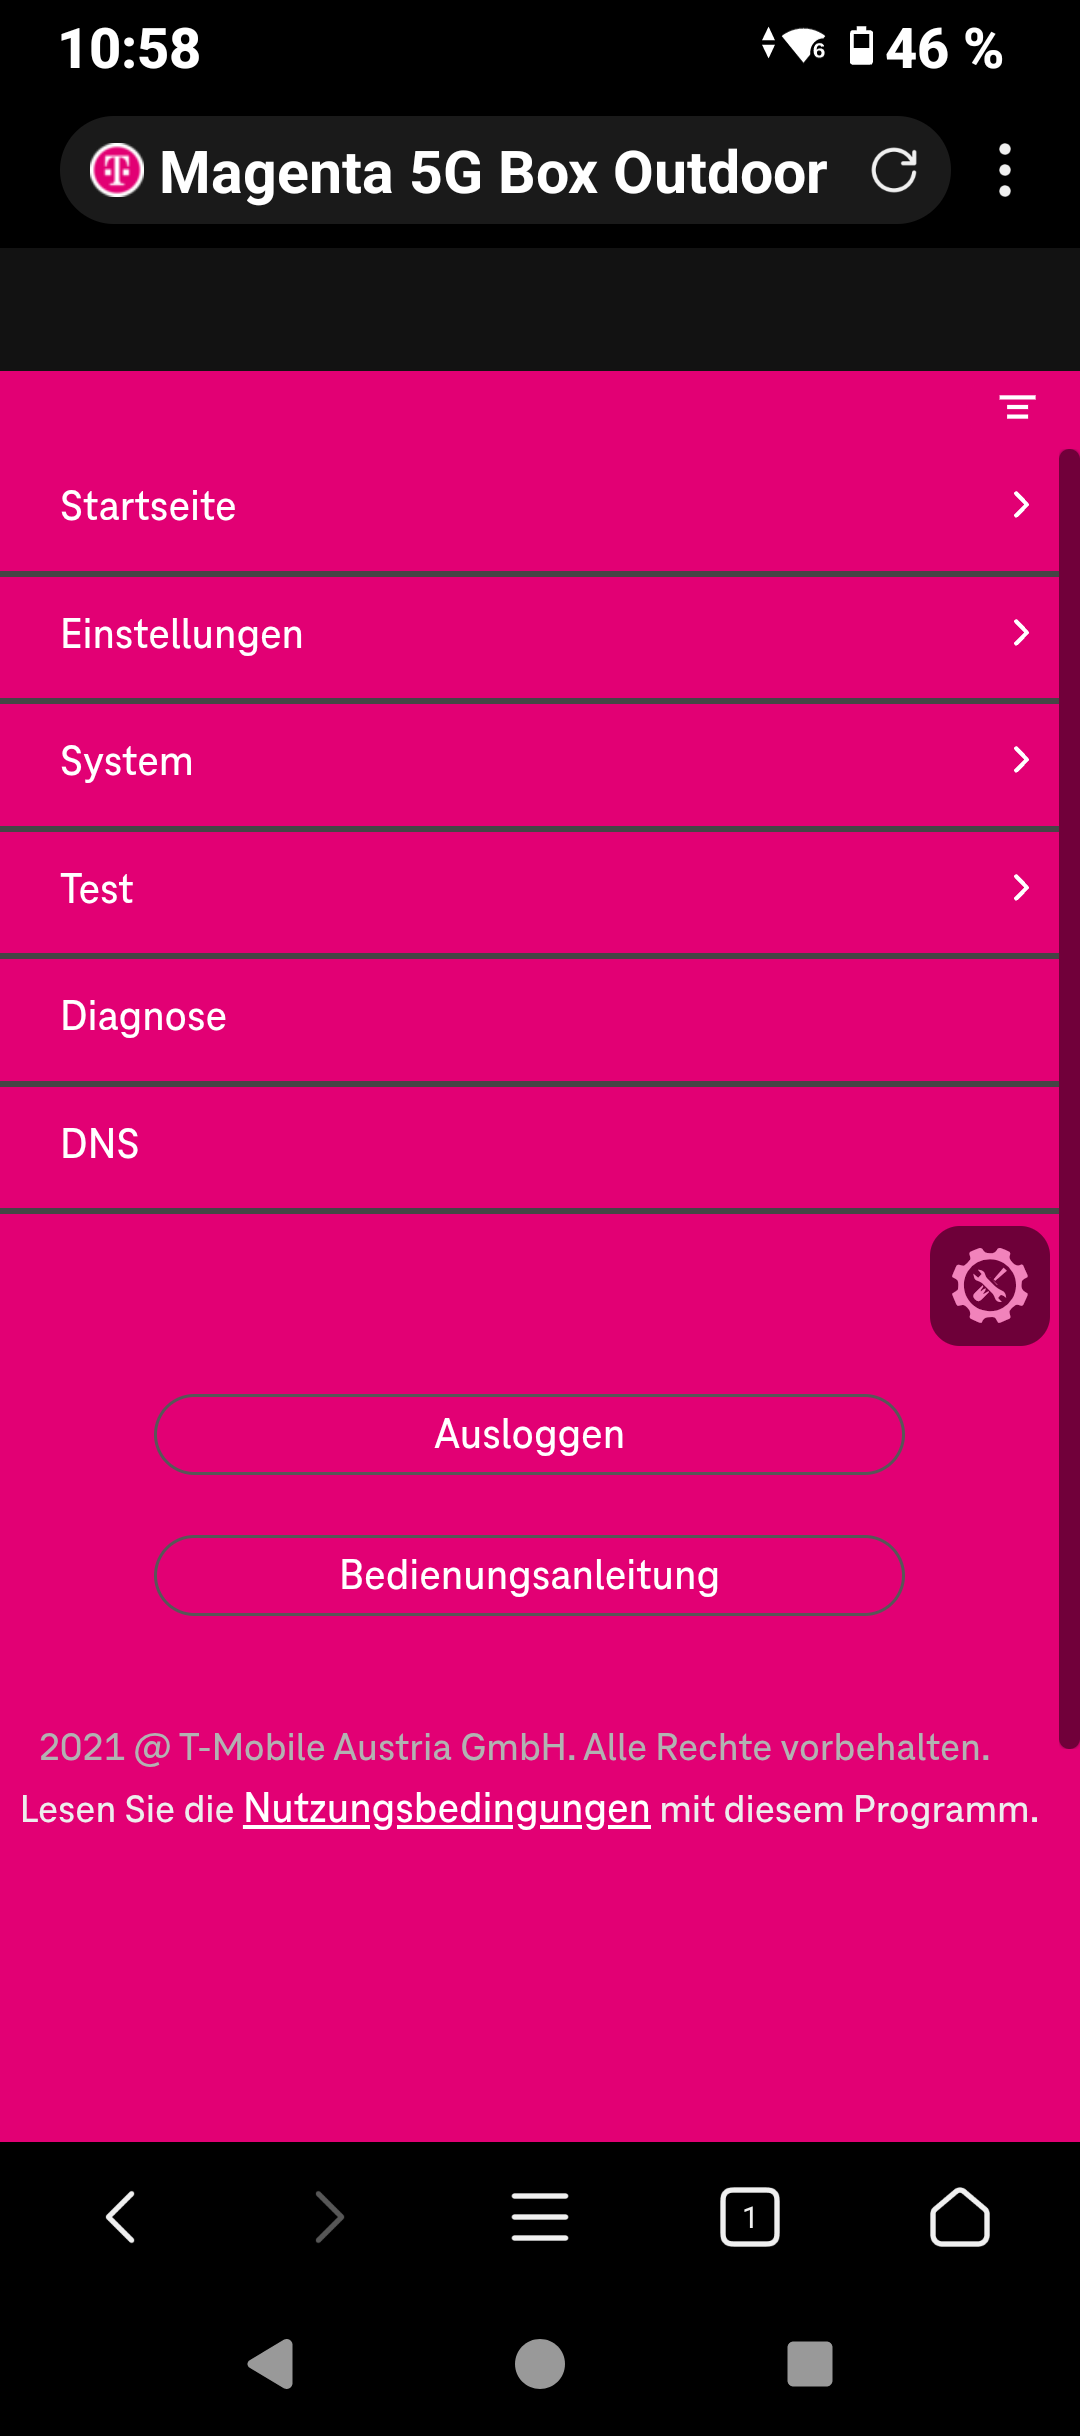 10:58
6
46 %
T
Magenta 5G Box Outdoor
Startseite
Einstellungen
System
Test
Diagnose
DNS
Ausloggen
Bedienungsanleitung
2021 @ T-Mobile Austria GmbH. Alle Rechte vorbehalten.
Lesen Sie die Nutzungsbedingungen mit diesem Programm.
1